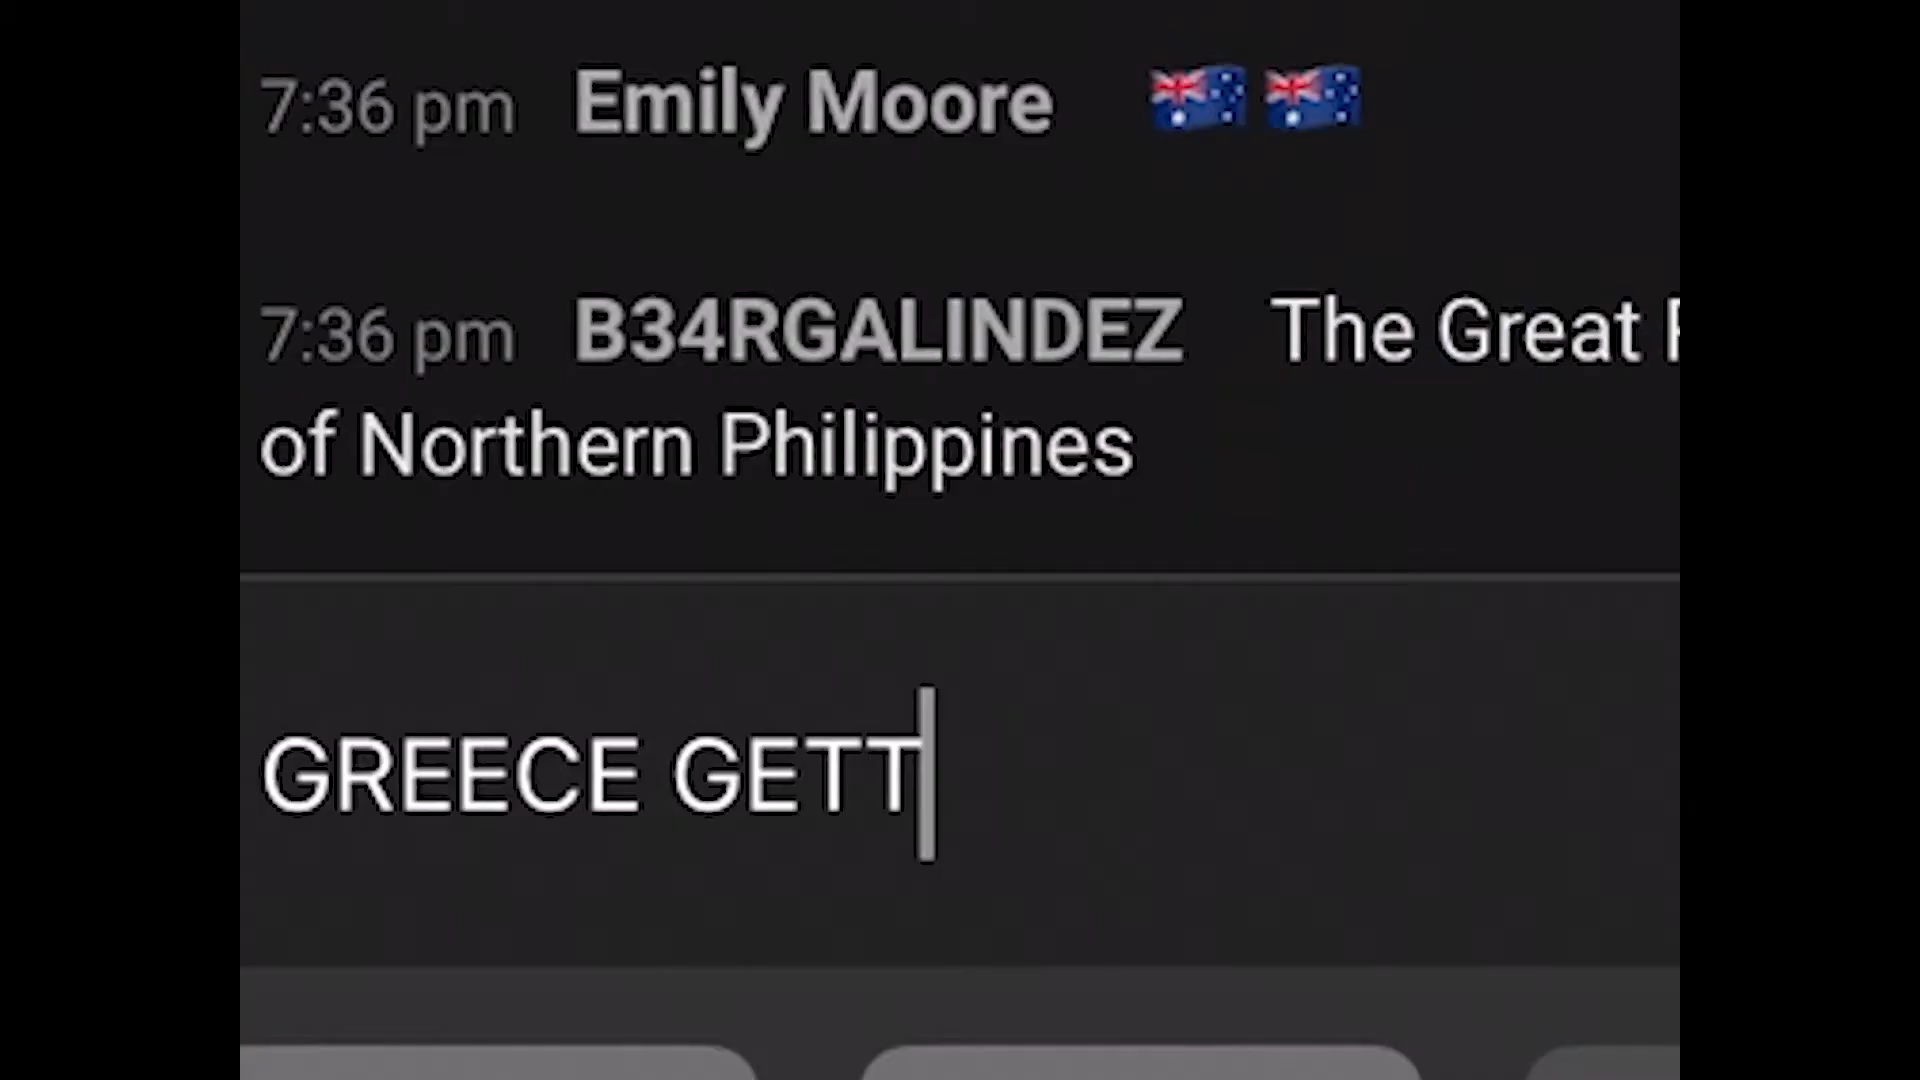 7:36 pm Emily Moore 🇦🇺 🇦🇺
7:36 pm B34RGALINDEZ The Great
of Northern Philippines
GREECE GETT